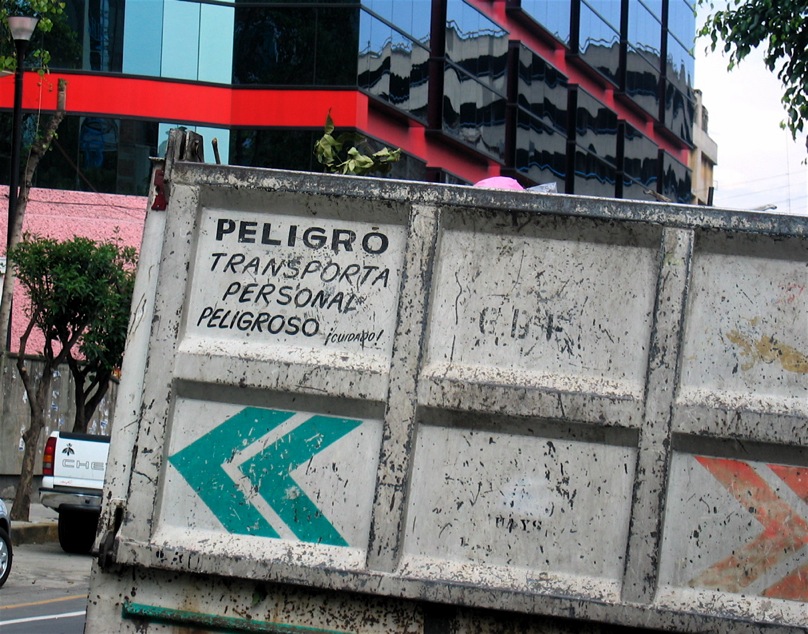 PELIGRO
TRANSPORTA
PERSONAL
PELIGROSO ¡CUIDADO!